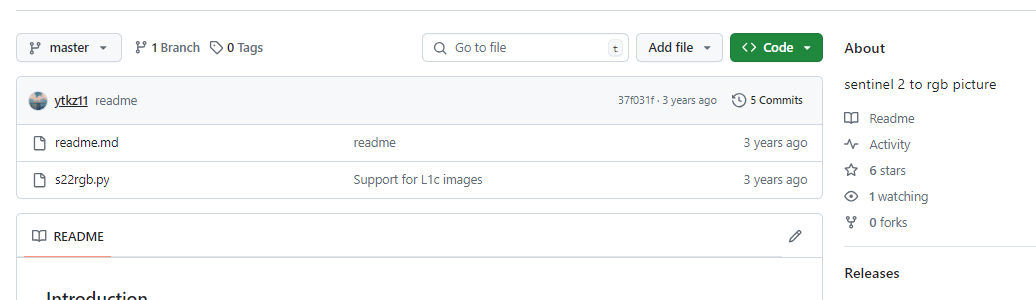 master
1 Branch
0 Tags
Go to file
t
Add file
Code
ytkz11 readme
37f031f · 3 years ago
5 Commits
readme.md readme 3 years ago
s22rgb.py Support for L1c images 3 years ago
README
Introduction
About
sentinel 2 to rgb picture
Readme
Activity
6 stars
1 watching
0 forks
Releases